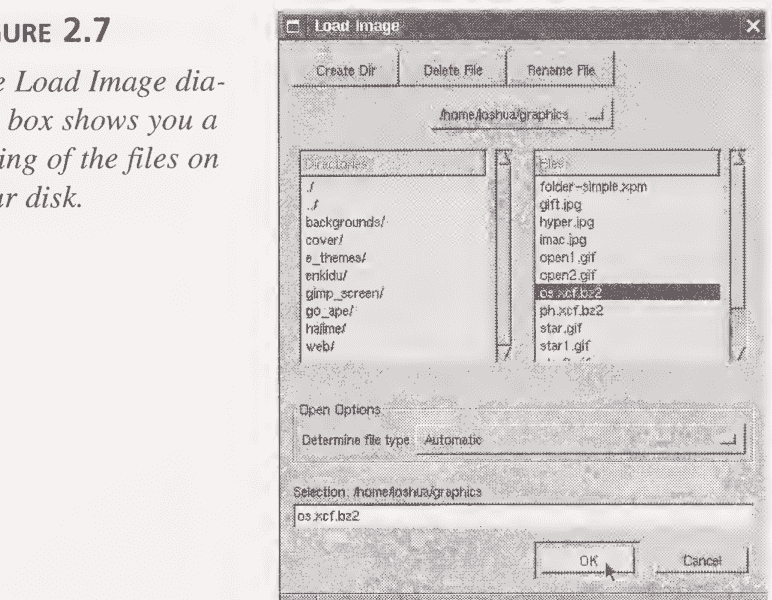 URE 2.7
Load Image dia-
box shows you a
ing of the files on
disk.
Load Image
Create Dir Delete File Rename File
/home/joshua/graphics
Directories
Files
./
../
backgrounds/
cover/
e_themes/
enkidu/
gimp_screen/
go_ape/
hajime/
web/
folder-simple.xpm
gift.jpg
hyper.jpg
imac.jpg
open1.gif
open2.gif
os.xcf.bz2
ph.xcf.bz2
star.gif
star1.gif
Open Options
Determine file type Automatic
Selection: /home/joshua/graphics
os.xcf.bz2
OK Cancel